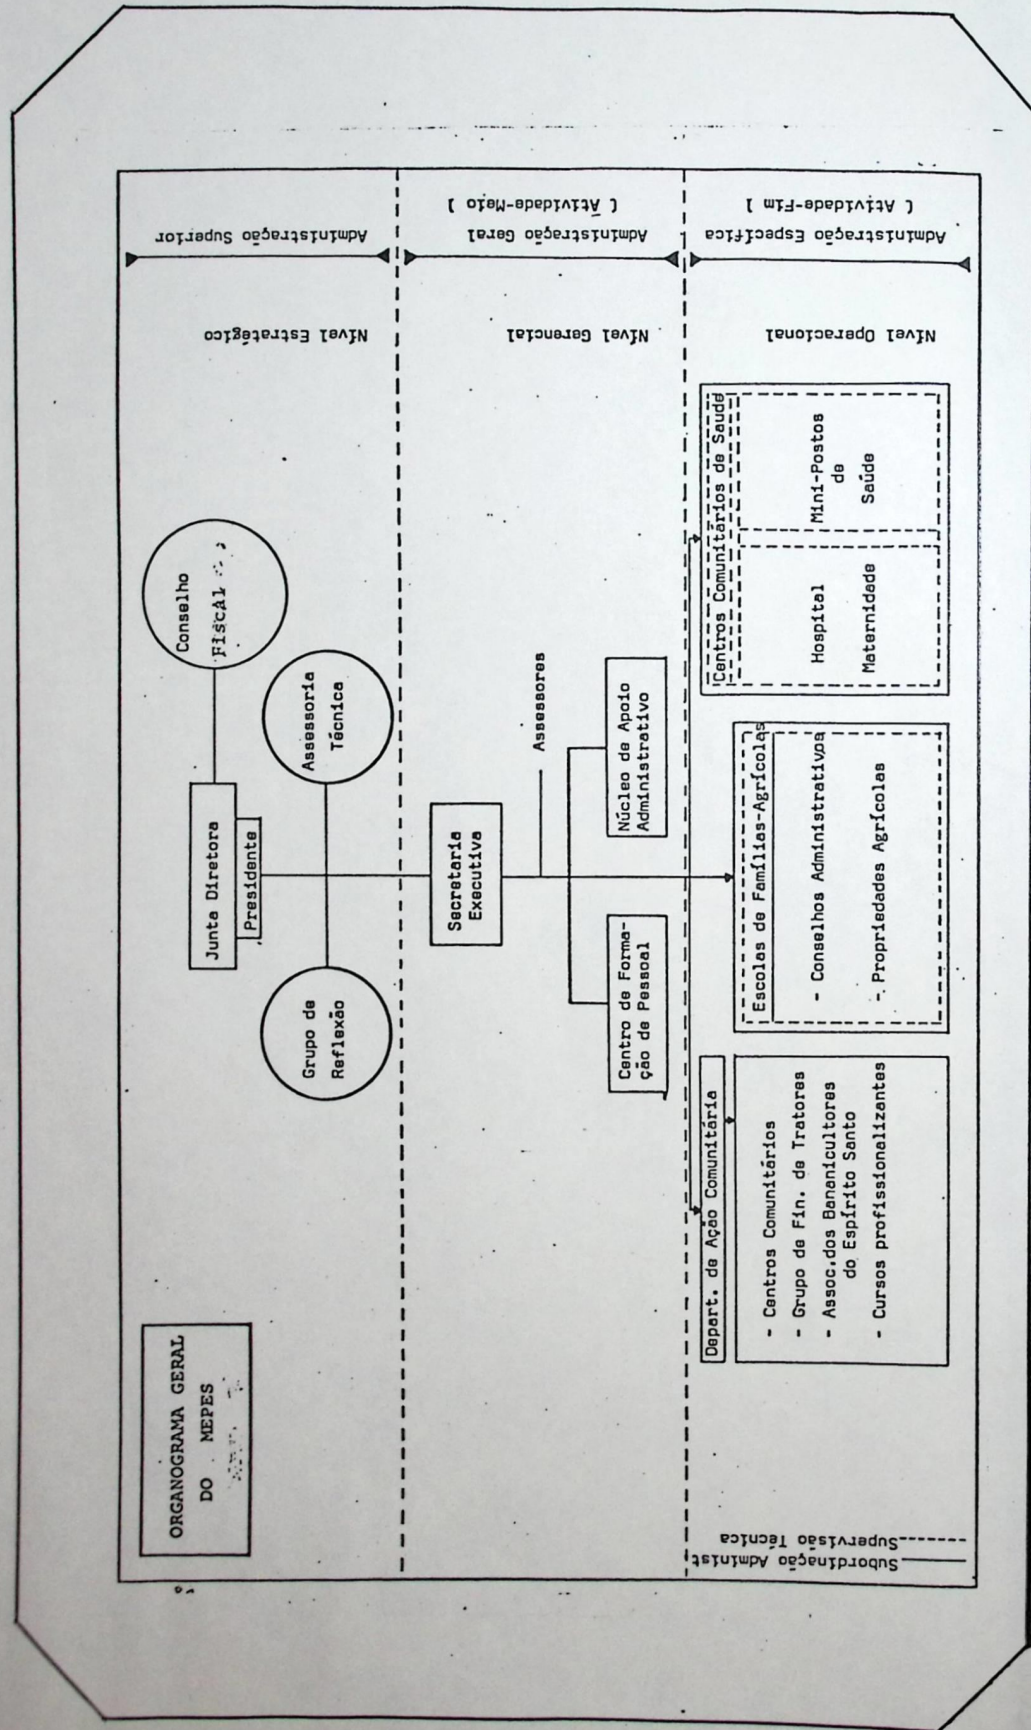 ORGANOGRAMA GERAL
DO MEPES
Conselho
Fiscal
Junta Diretora
Presidente
Grupo de
Reflexão
Assessoria
Técnica
Nível Estratégico
Administração Superior
Secretaria
Executiva
Assessores
Centro de Forma-
ção de Pessoal
Núcleo de Apoio
Administrativo
Nível Gerencial
Administração Geral
( Atividade-Meio )
Depart. de Ação Comunitária
- Centros Comunitários
- Grupo de Fin. de Tratores
- Assoc.dos Bananicultores
do Espírito Santo
- Cursos profissionalizantes
Escolas de Famílias-Agrícolas
- Conselhos Administrativos
- Propriedades Agrícolas
Centros Comunitários de Saude
Hospital
Maternidade
Mini-Postos
de
Saúde
Nível Operacional
Administração Específica
( Atividade-Fim )
Subordinação Administ
Supervisão Técnica